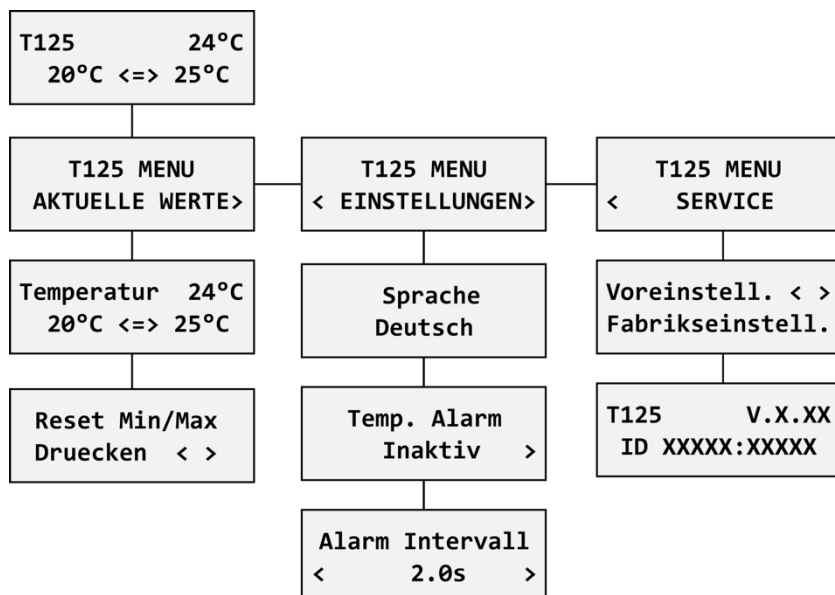 T125 24°C
20°C <=> 25°C
T125 MENU
AKTUELLE WERTE>
Temperatur 24°C
20°C <=> 25°C
Reset Min/Max
Druecken < >
T125 MENU
< EINSTELLUNGEN>
Sprache
Deutsch
Temp. Alarm
Inaktiv >
Alarm Intervall
< 2.0s >
T125 MENU
< SERVICE
Voreinstell. < >
Fabrikseinstell.
T125 V.X.XX
ID XXXXX:XXXXX